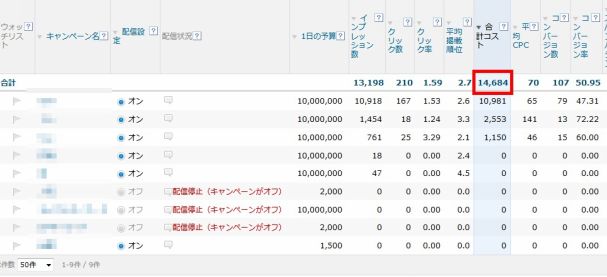 ウォッチリスト キャンペーン名 ? 配信設定 ? 配信状況 ? 1日の予算 ? インプレッション数 ? クリック数 ? クリック率 ? 平均掲載順位 ? 合計コスト ? 平均CPC ? コンバージョン数 ? コンバージョン率 ?
合計 13,198 210 1.59 2.7 14,684 70 107 50.95
オン 10,000,000 10,918 167 1.53 2.6 10,981 65 79 47.31
オン 10,000,000 1,454 18 1.24 3.3 2,553 141 13 72.22
オン 10,000,000 761 25 3.29 2.1 1,150 46 15 60.00
オン 10,000,000 18 0 0.00 2.4 0 0 0 0.00
オン 10,000,000 47 0 0.00 4.5 0 0 0 0.00
オフ 配信停止（キャンペーンがオフ） 2,000 0 0 0.00 0.0 0 0 0 0.00
オフ 配信停止（キャンペーンがオフ） 10,000,000 0 0 0.00 0.0 0 0 0 0.00
オフ 配信停止（キャンペーンがオフ） 2,000 0 0 0.00 0.0 0 0 0 0.00
オン 1,500 0 0 0.00 0.0 0 0 0 0.00
件数 50件 1-9件 / 9件